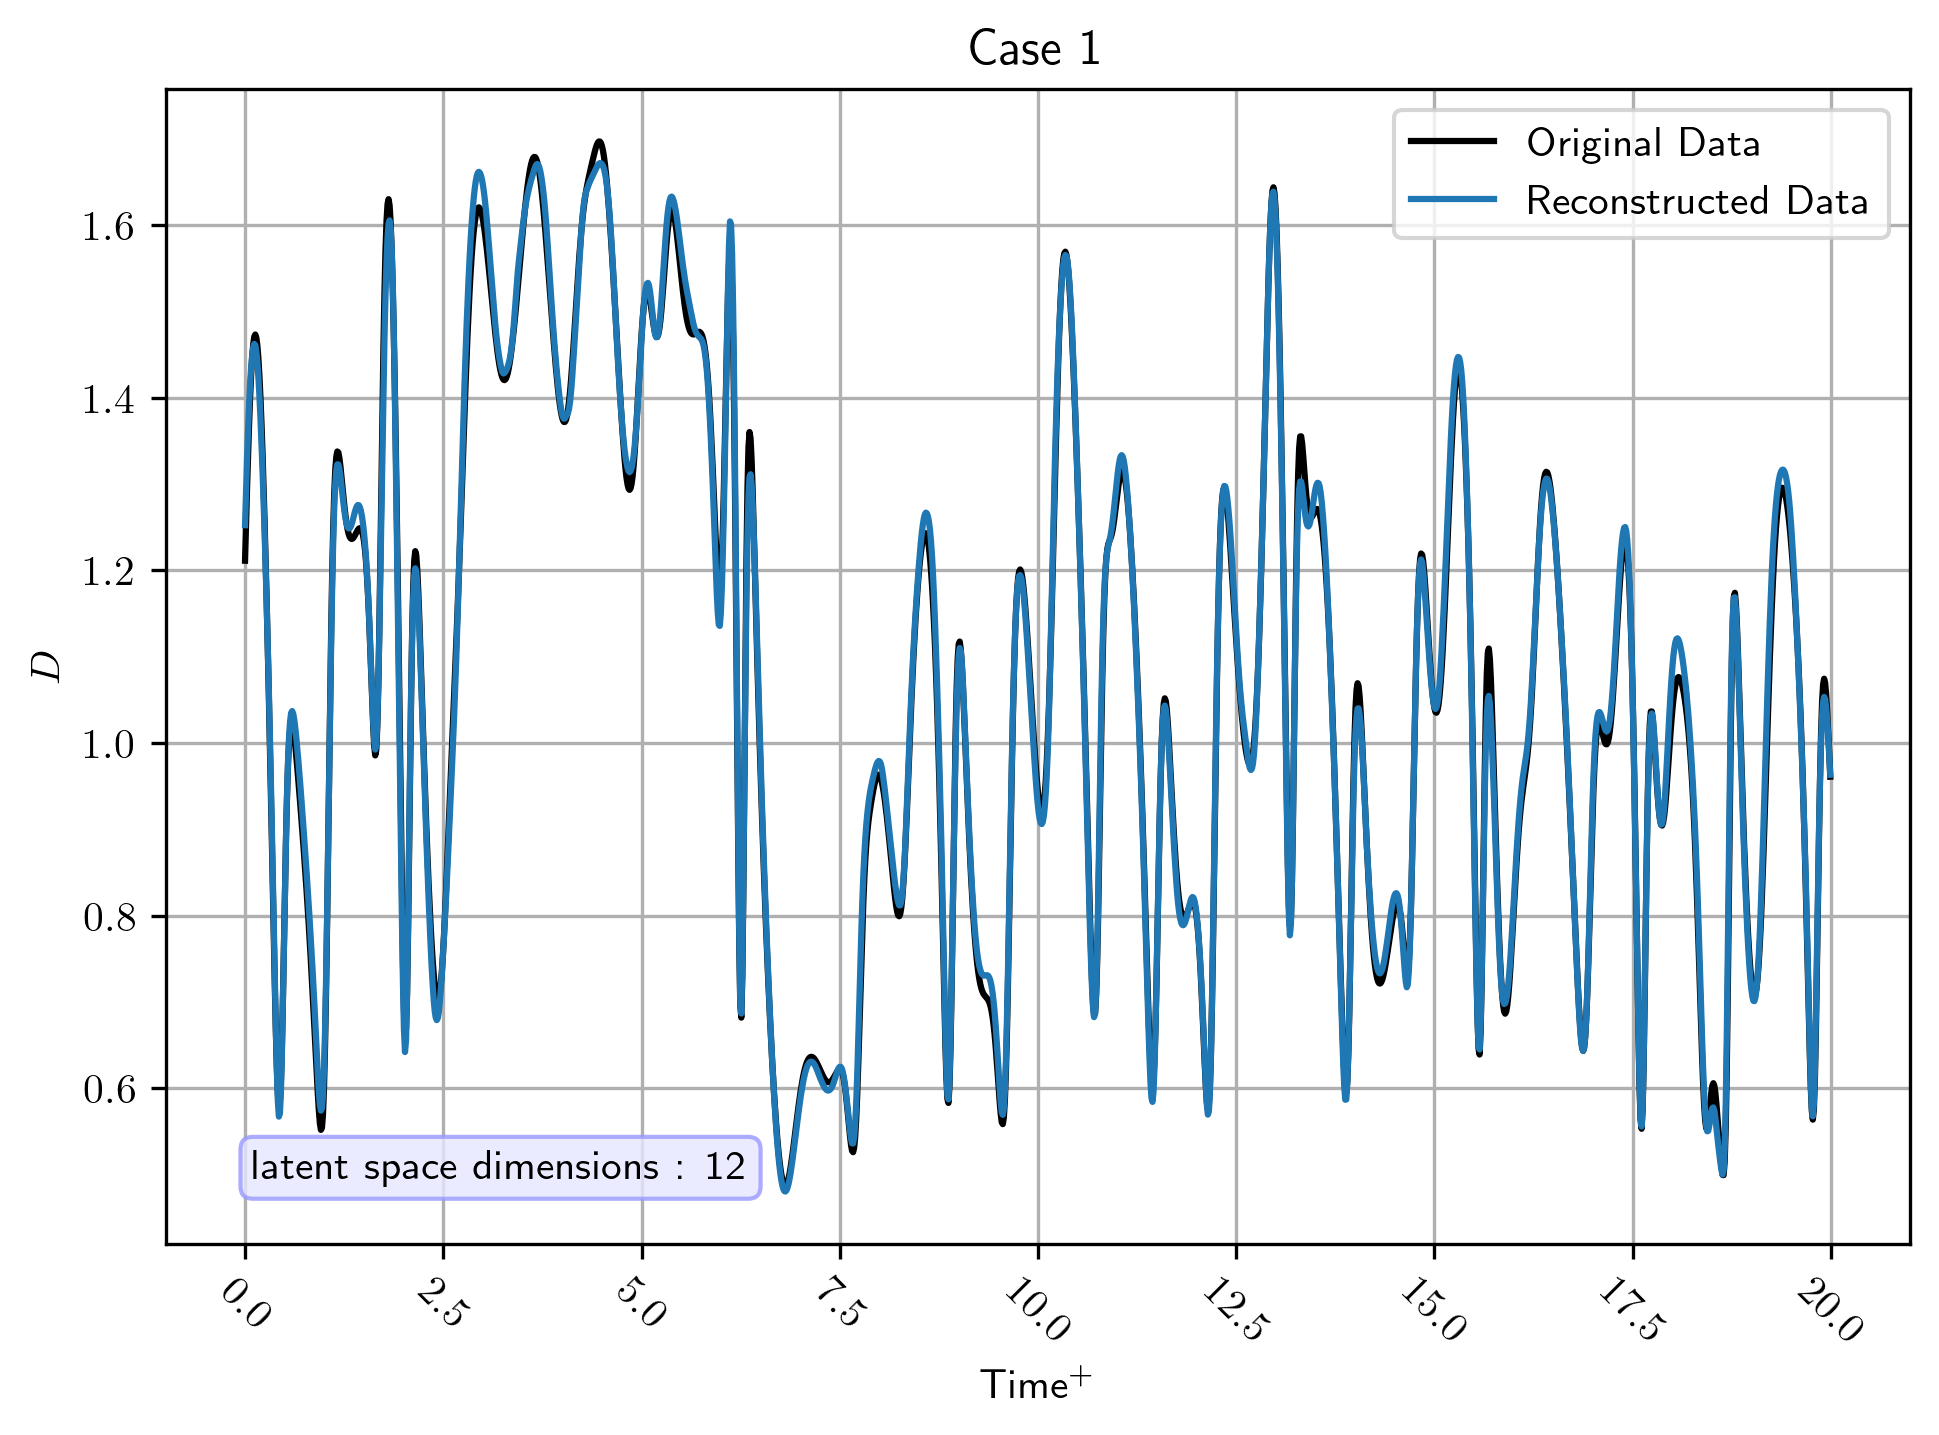 Case 1
Original Data
Reconstructed Data
1.6
1.4
1.2
1.0
0.8
0.6
D
latent space dimensions : 12
0.0 2.5 5.0 7.5 10.0 12.5 15.0 17.5 20.0
Time⁺